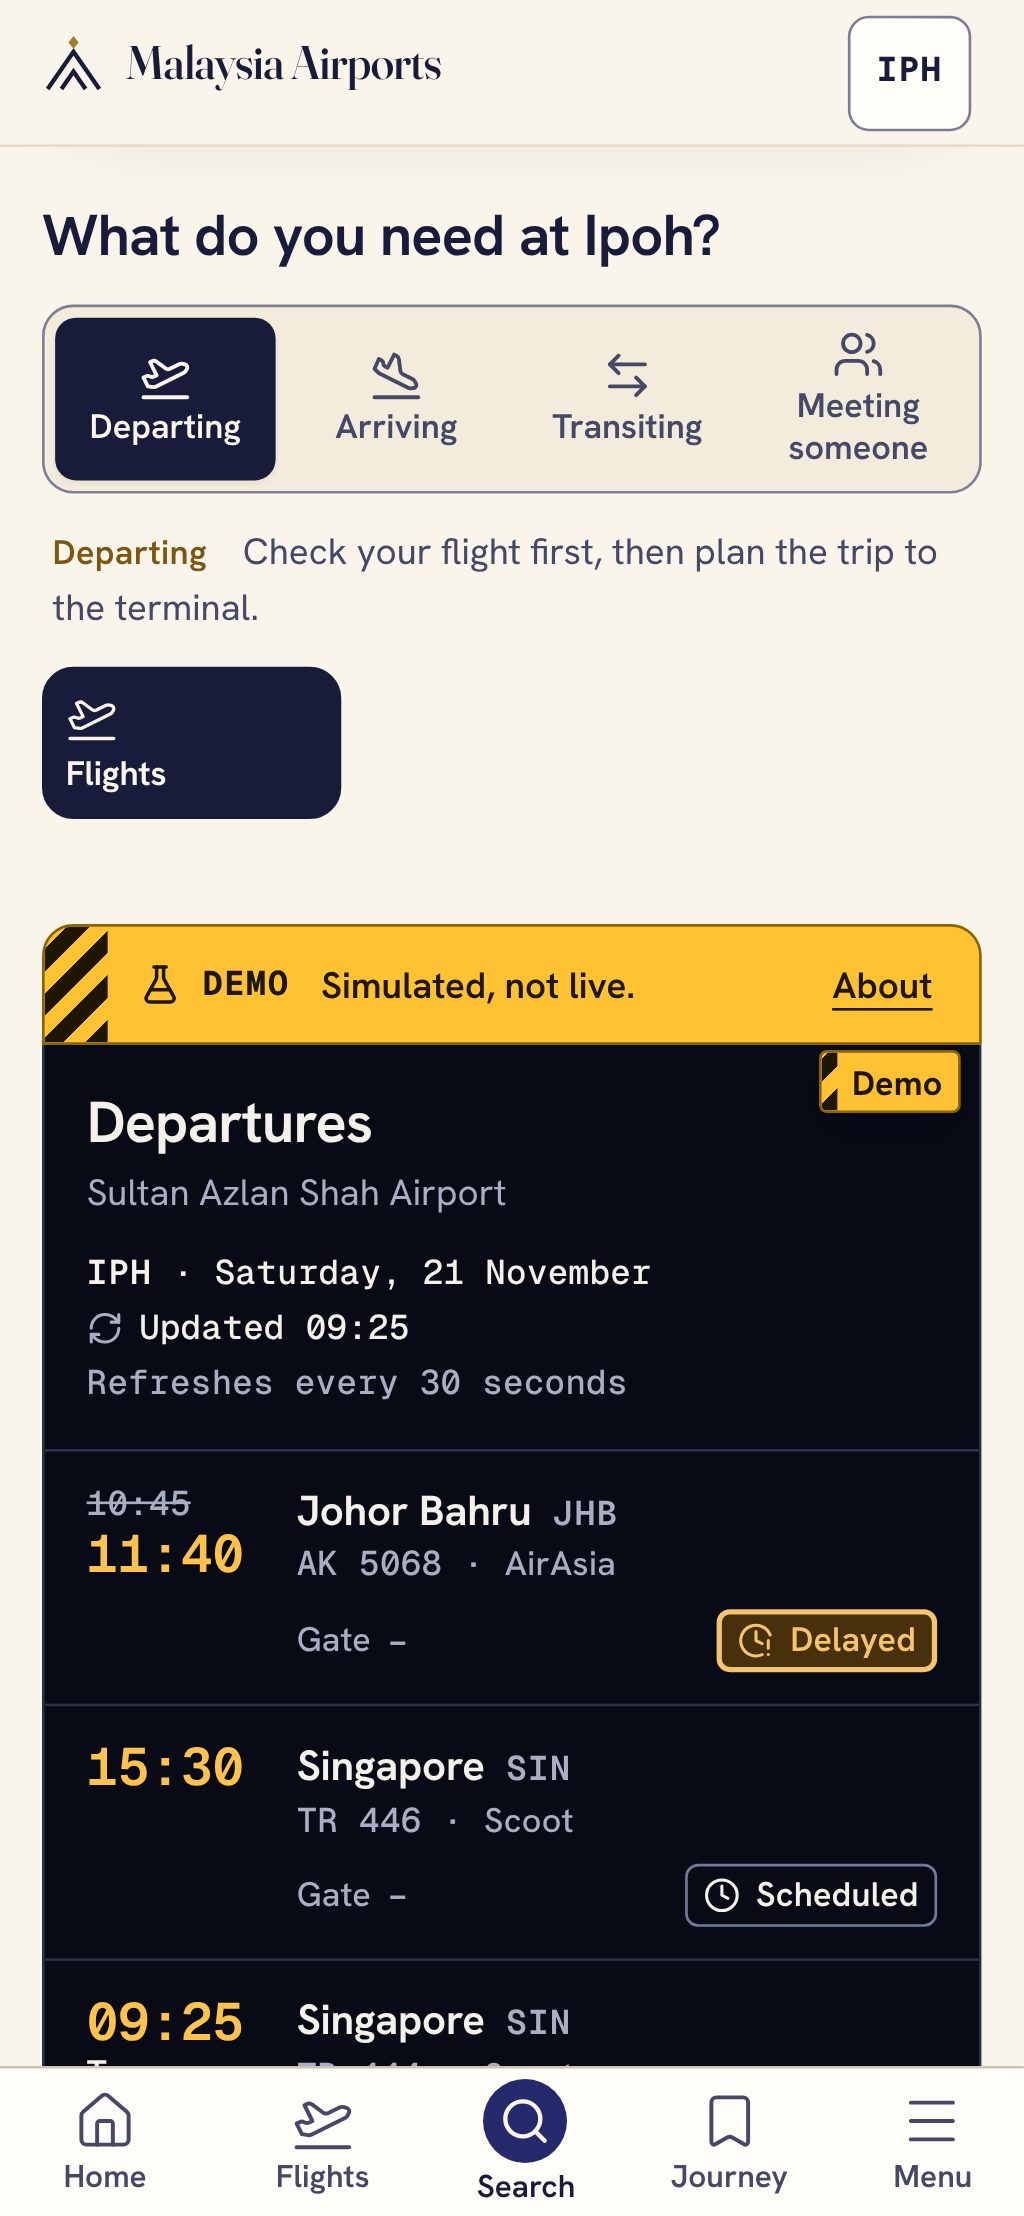 Malaysia Airports
IPH
What do you need at Ipoh?
Departing
Arriving
Transiting
Meeting
someone
Departing Check your flight first, then plan the trip to
the terminal.
Flights
DEMO Simulated, not live. About
Demo
Departures
Sultan Azlan Shah Airport
IPH · Saturday, 21 November
Updated 09:25
Refreshes every 30 seconds
10:45
11:40
Johor Bahru JHB
AK 5068 · AirAsia
Gate –
Delayed
15:30
Singapore SIN
TR 446 · Scoot
Gate –
Scheduled
09:25
Singapore SIN
Home
Flights
Search
Journey
Menu